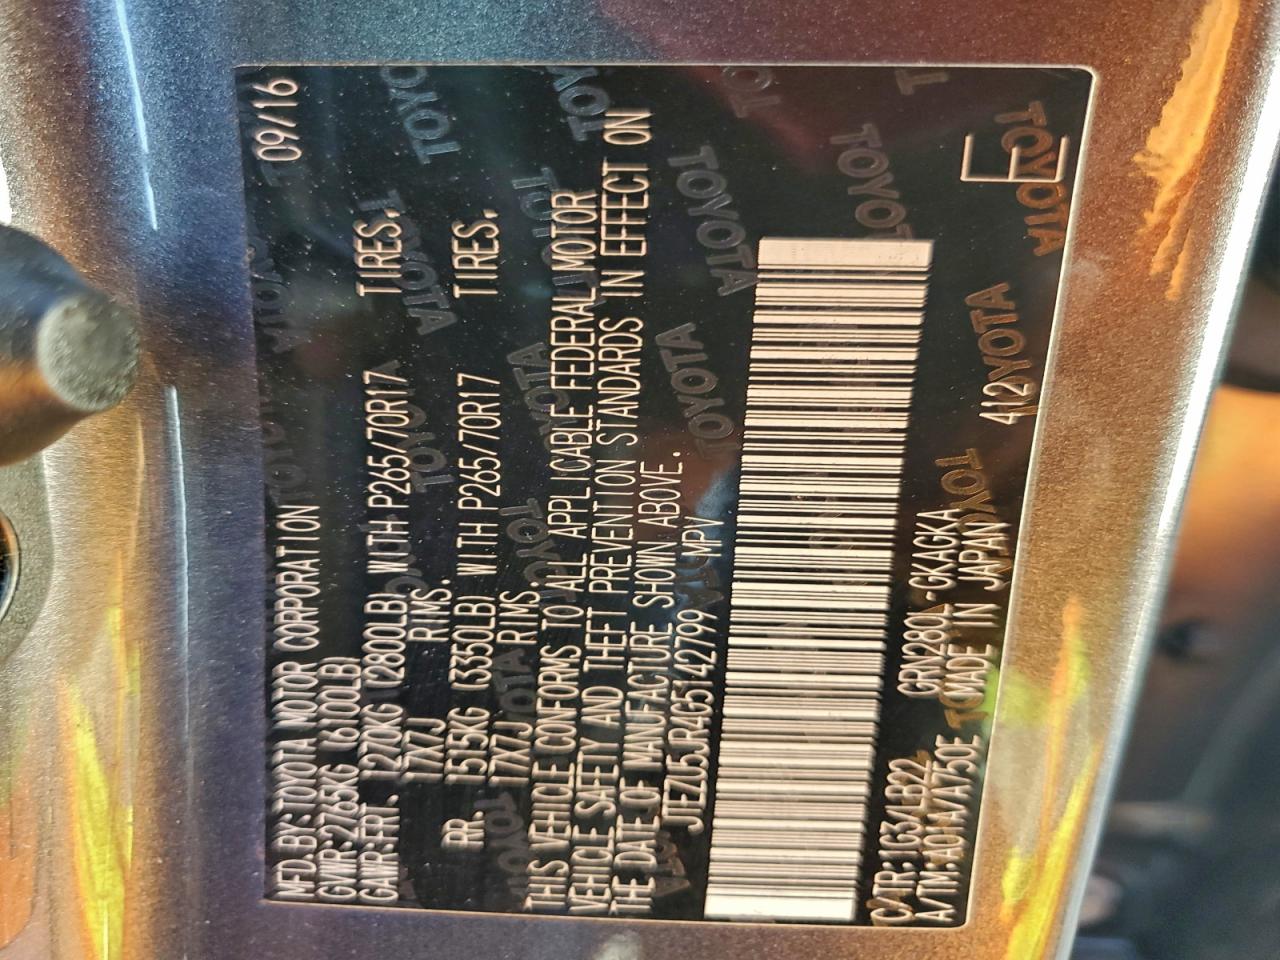 MFD.BY:TOYOTA MOTOR CORPORATION 09/16
GVWR:2765KG (6100LB)
GAWR:FRT. 1270KG (2800LB) WITH P265/70R17 TIRES,
17X7J RIMS.
RR. 1515KG (3350LB) WITH P265/70R17 TIRES.
17X7J RIMS.
THIS VEHICLE CONFORMS TO ALL APPLICABLE FEDERAL MOTOR
VEHICLE SAFETY AND THEFT PREVENTION STANDARDS IN EFFECT ON
THE DATE OF MANUFACTURE SHOWN ABOVE.
JTEZU5JR4G5142799 MPV
C/TR:1G3/LB22 GRN280L-GKAGKA
A/TM:A01A/A750E MADE IN JAPAN 412